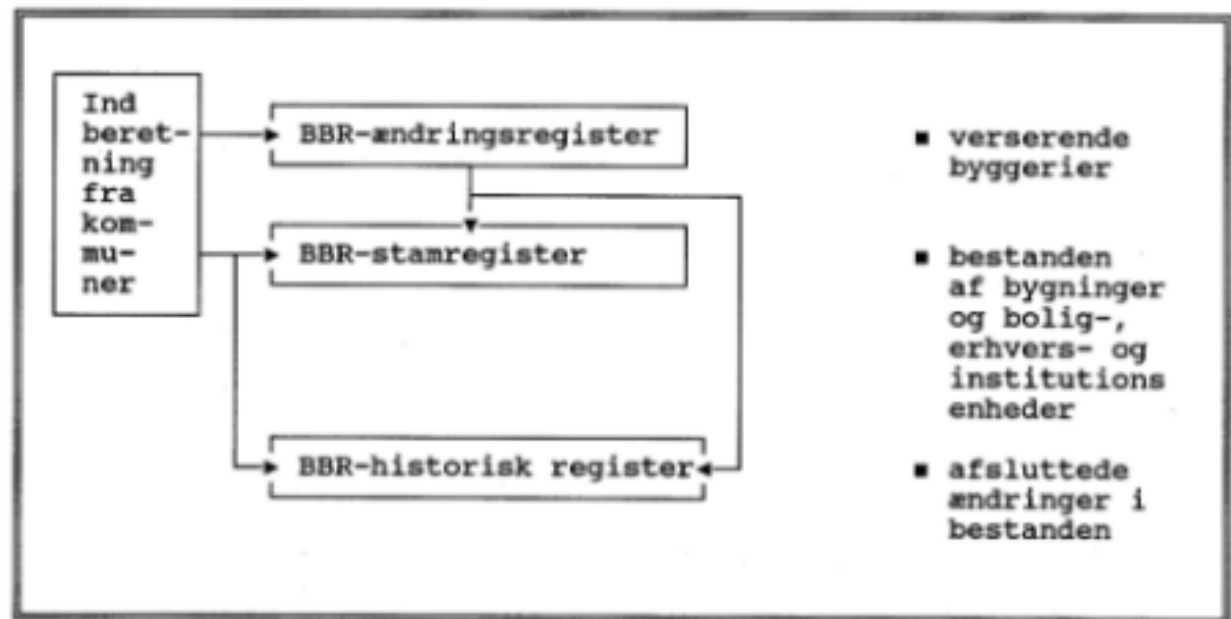 Ind
beret-
ning
fra
kom-
mu-
ner
BBR-ændringsregister
BBR-stamregister
BBR-historisk register
▪ verserende
byggerier
▪ bestanden
af bygninger
og bolig-,
erhvers- og
institutions
enheder
▪ afsluttede
ændringer i
bestanden